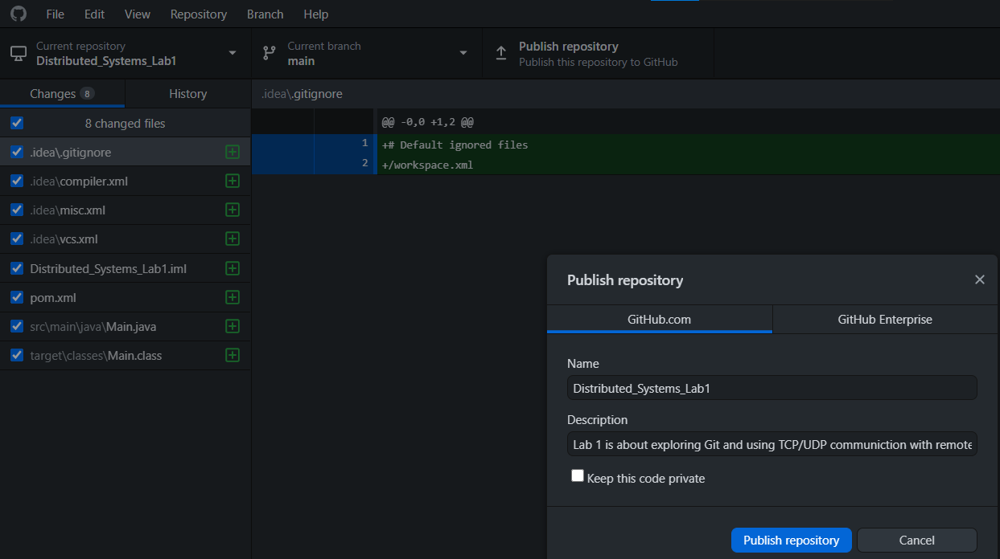 File Edit View Repository Branch Help
Current repository
Distributed_Systems_Lab1
Current branch
main
Publish repository
Publish this repository to GitHub
Changes 8
History
.idea\.gitignore
8 changed files
@@ -0,0 +1,2 @@
.idea\.gitignore
1 +# Default ignored files
2 +/workspace.xml
.idea\compiler.xml
.idea\misc.xml
.idea\vcs.xml
Distributed_Systems_Lab1.iml
pom.xml
src\main\java\Main.java
target\classes\Main.class
Publish repository
GitHub.com
GitHub Enterprise
Name
Distributed_Systems_Lab1
Description
Lab 1 is about exploring Git and using TCP/UDP communiction with remote
Keep this code private
Publish repository
Cancel